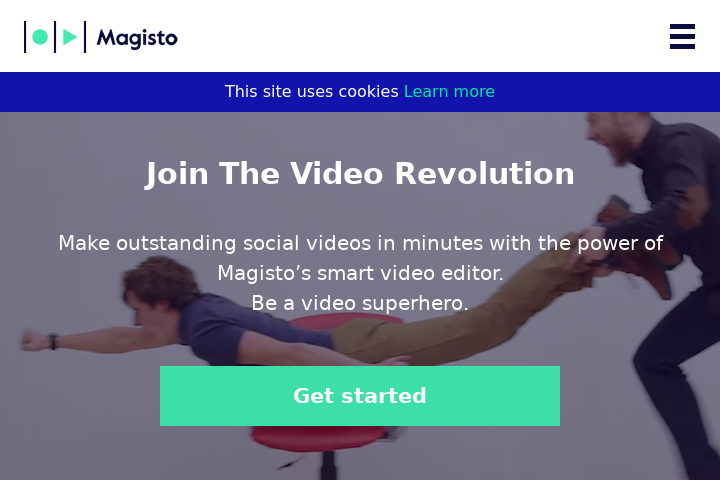 Magisto
This site uses cookies Learn more
Join The Video Revolution
Make outstanding social videos in minutes with the power of
Magisto’s smart video editor.
Be a video superhero.
Get started